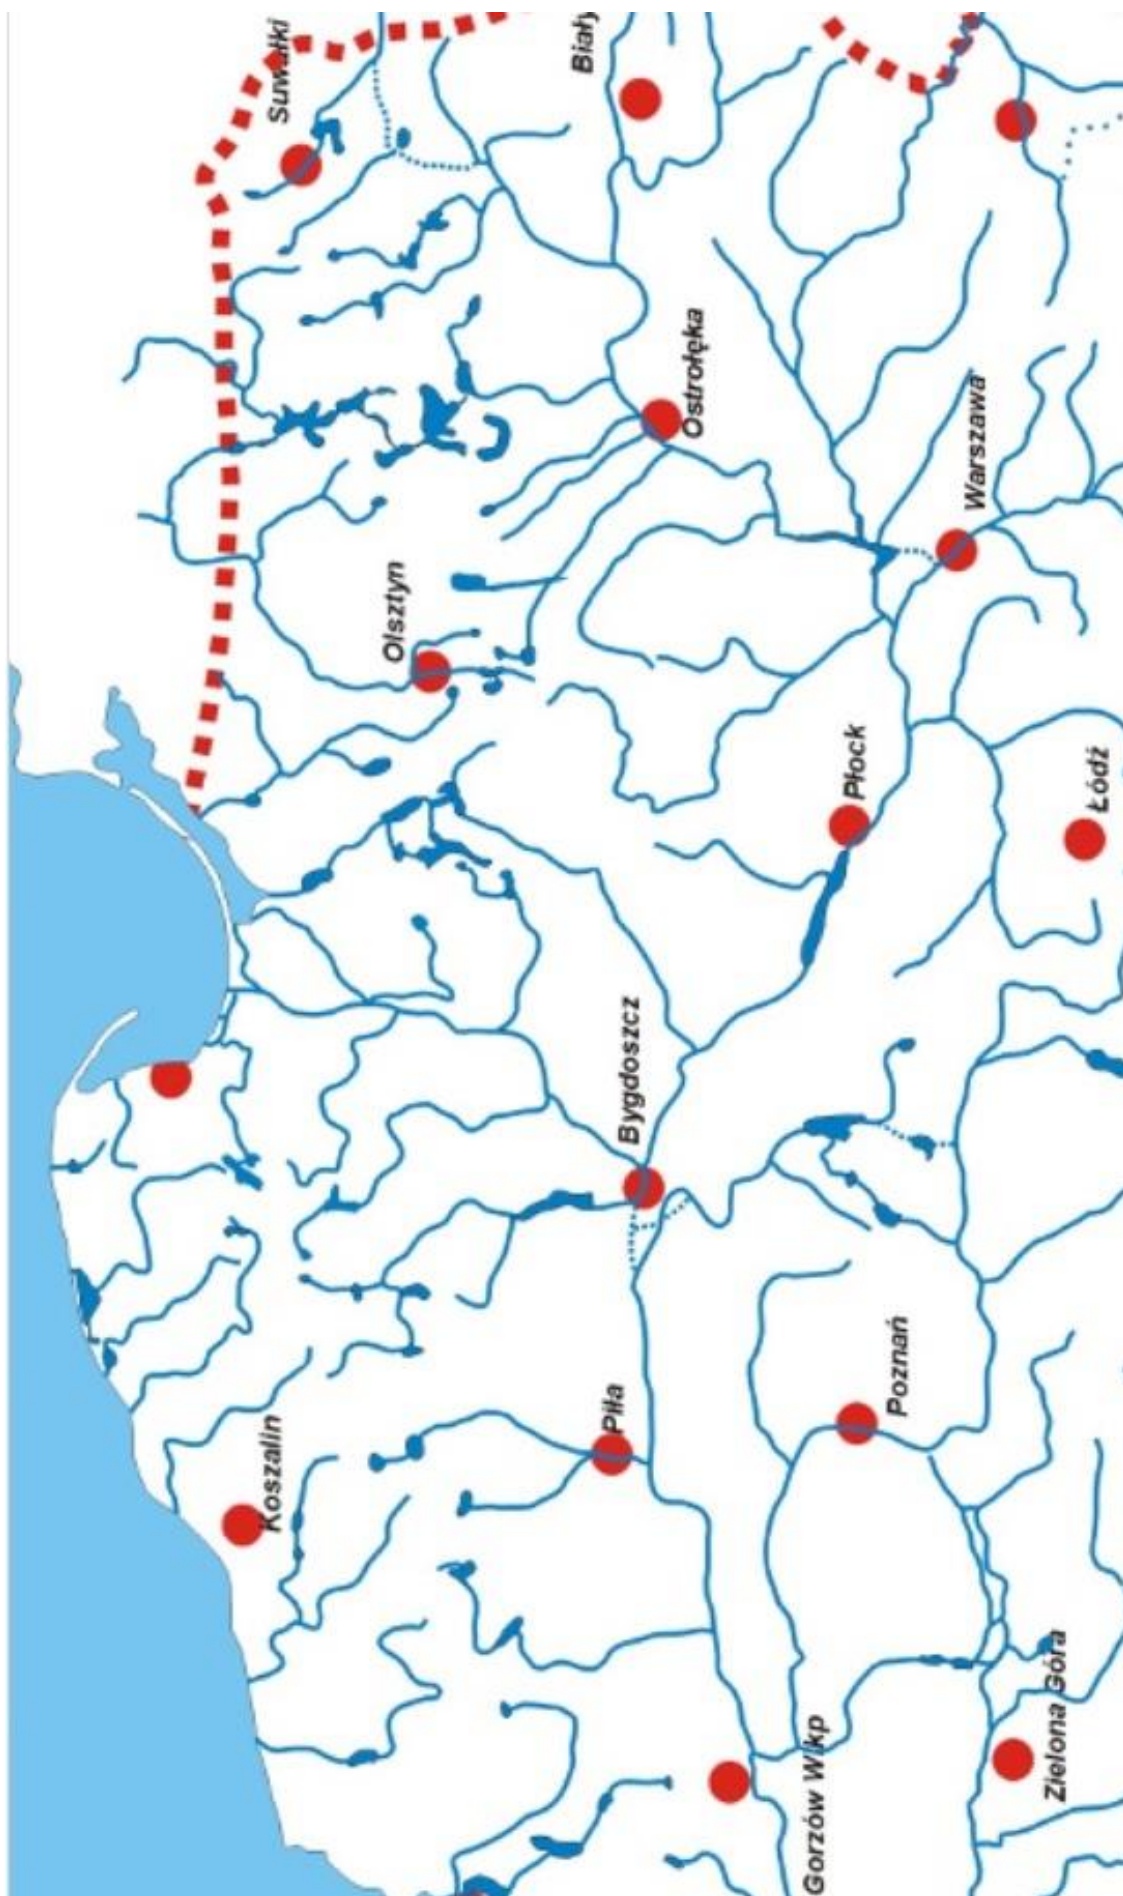 Suwałki
Biały
Ostrołęka
Warszawa
Olsztyn
Płock
Łódź
Bygdoszcz
Poznań
Piła
Koszalin
Zielona Góra
Gorzów Wlkp